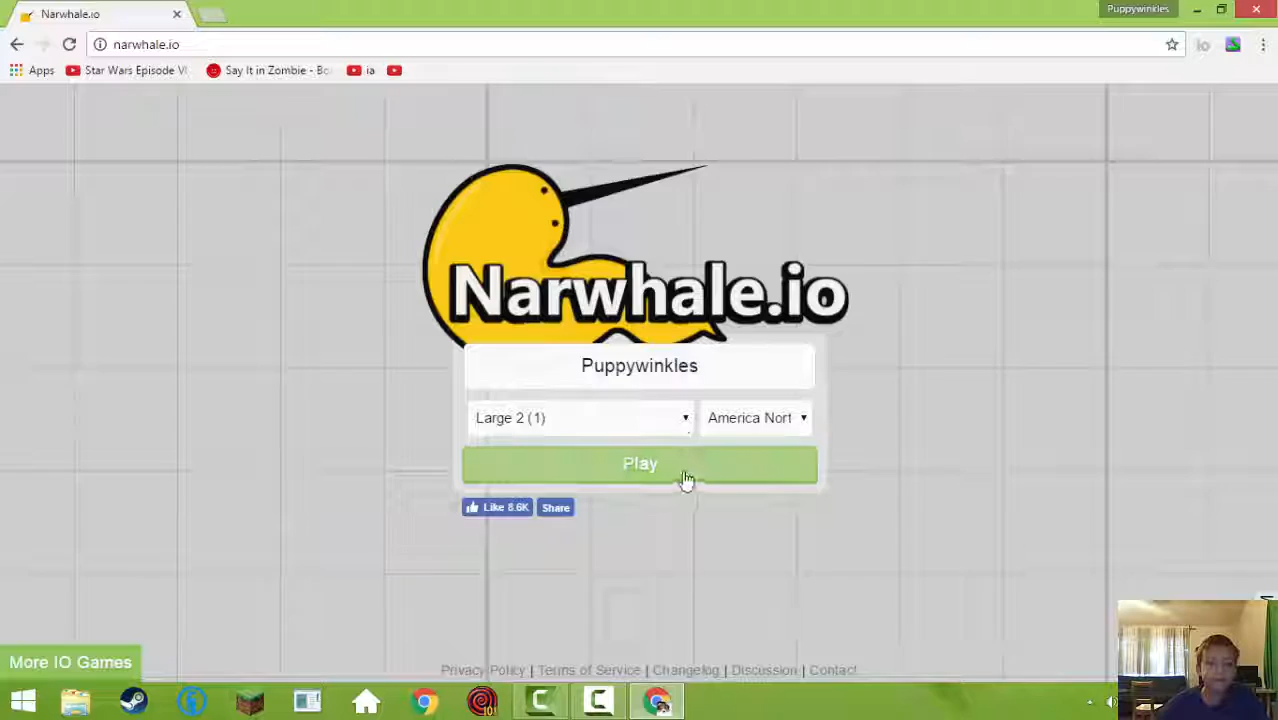 Narwhale.io
Puppywinkles
narwhale.io
io
Apps
Star Wars Episode VI
Say It in Zombie - Bo
ia
Narwhale.io
Puppywinkles
Large 2 (1)
America Nort
Play
Like 8.6K
Share
More IO Games
Privacy Policy | Terms of Service | Changelog | Discussion | Contact